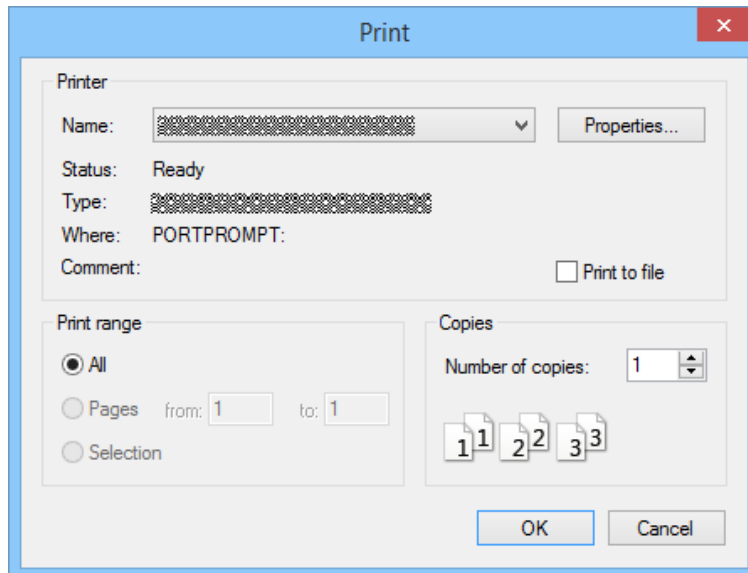 Print
Printer
Name: Properties...
Status: Ready
Type:
Where: PORTPROMPT:
Comment: Print to file
Print range
All
Pages from: 1 to: 1
Selection
Copies
Number of copies: 1
1 1 2 2 3 3
OK Cancel